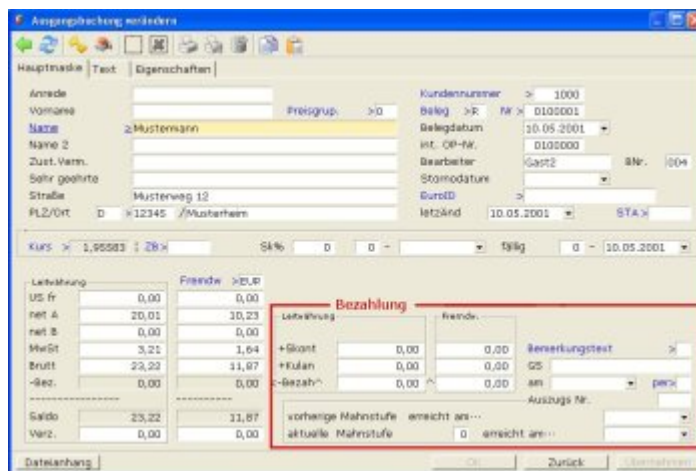 Ausgangsbuchung verändern
Hauptmaske Text Eigenschaften
Anrede Kundennummer > 1000
Vorname Preisgrup. >0 Beleg >R Nr > 0100001
Name > Mustermann Belegdatum 10.05.2001
Name 2 int. OP-Nr. 0100000
Zust.Verm. Bearbeiter Gast2 BNr. 004
Sehr geehrte Stornodatum
Straße Musterweg 12 EuroID >
PLZ/Ort D > 12345 /Musterheim letzÄnd 10.05.2001 STA>
Kurs > 1,95583 : ZB> Sk% 0 0 - fällig 0 - 10.05.2001
Leitwährung Fremdw >EUR
US fr 0,00 0,00
net A 20,01 10,23
net B 0,00 0,00
MwSt 3,21 1,64
Brutt 23,22 11,87
-Bez. 0,00 0,00
Saldo 23,22 11,87
Verz. 0,00 0,00
Bezahlung
Leitwährung Fremdw.
+Skont 0,00 0,00 Bemerkungstext >
+Kulan 0,00 0,00 GS
<-Bezah^ 0,00 ^ 0,00 am per>
Auszugs Nr.
vorherige Mahnstufe erreicht am...
aktuelle Mahnstufe 0 erreicht am...
Dateianhang OK Zurück Übernehmen